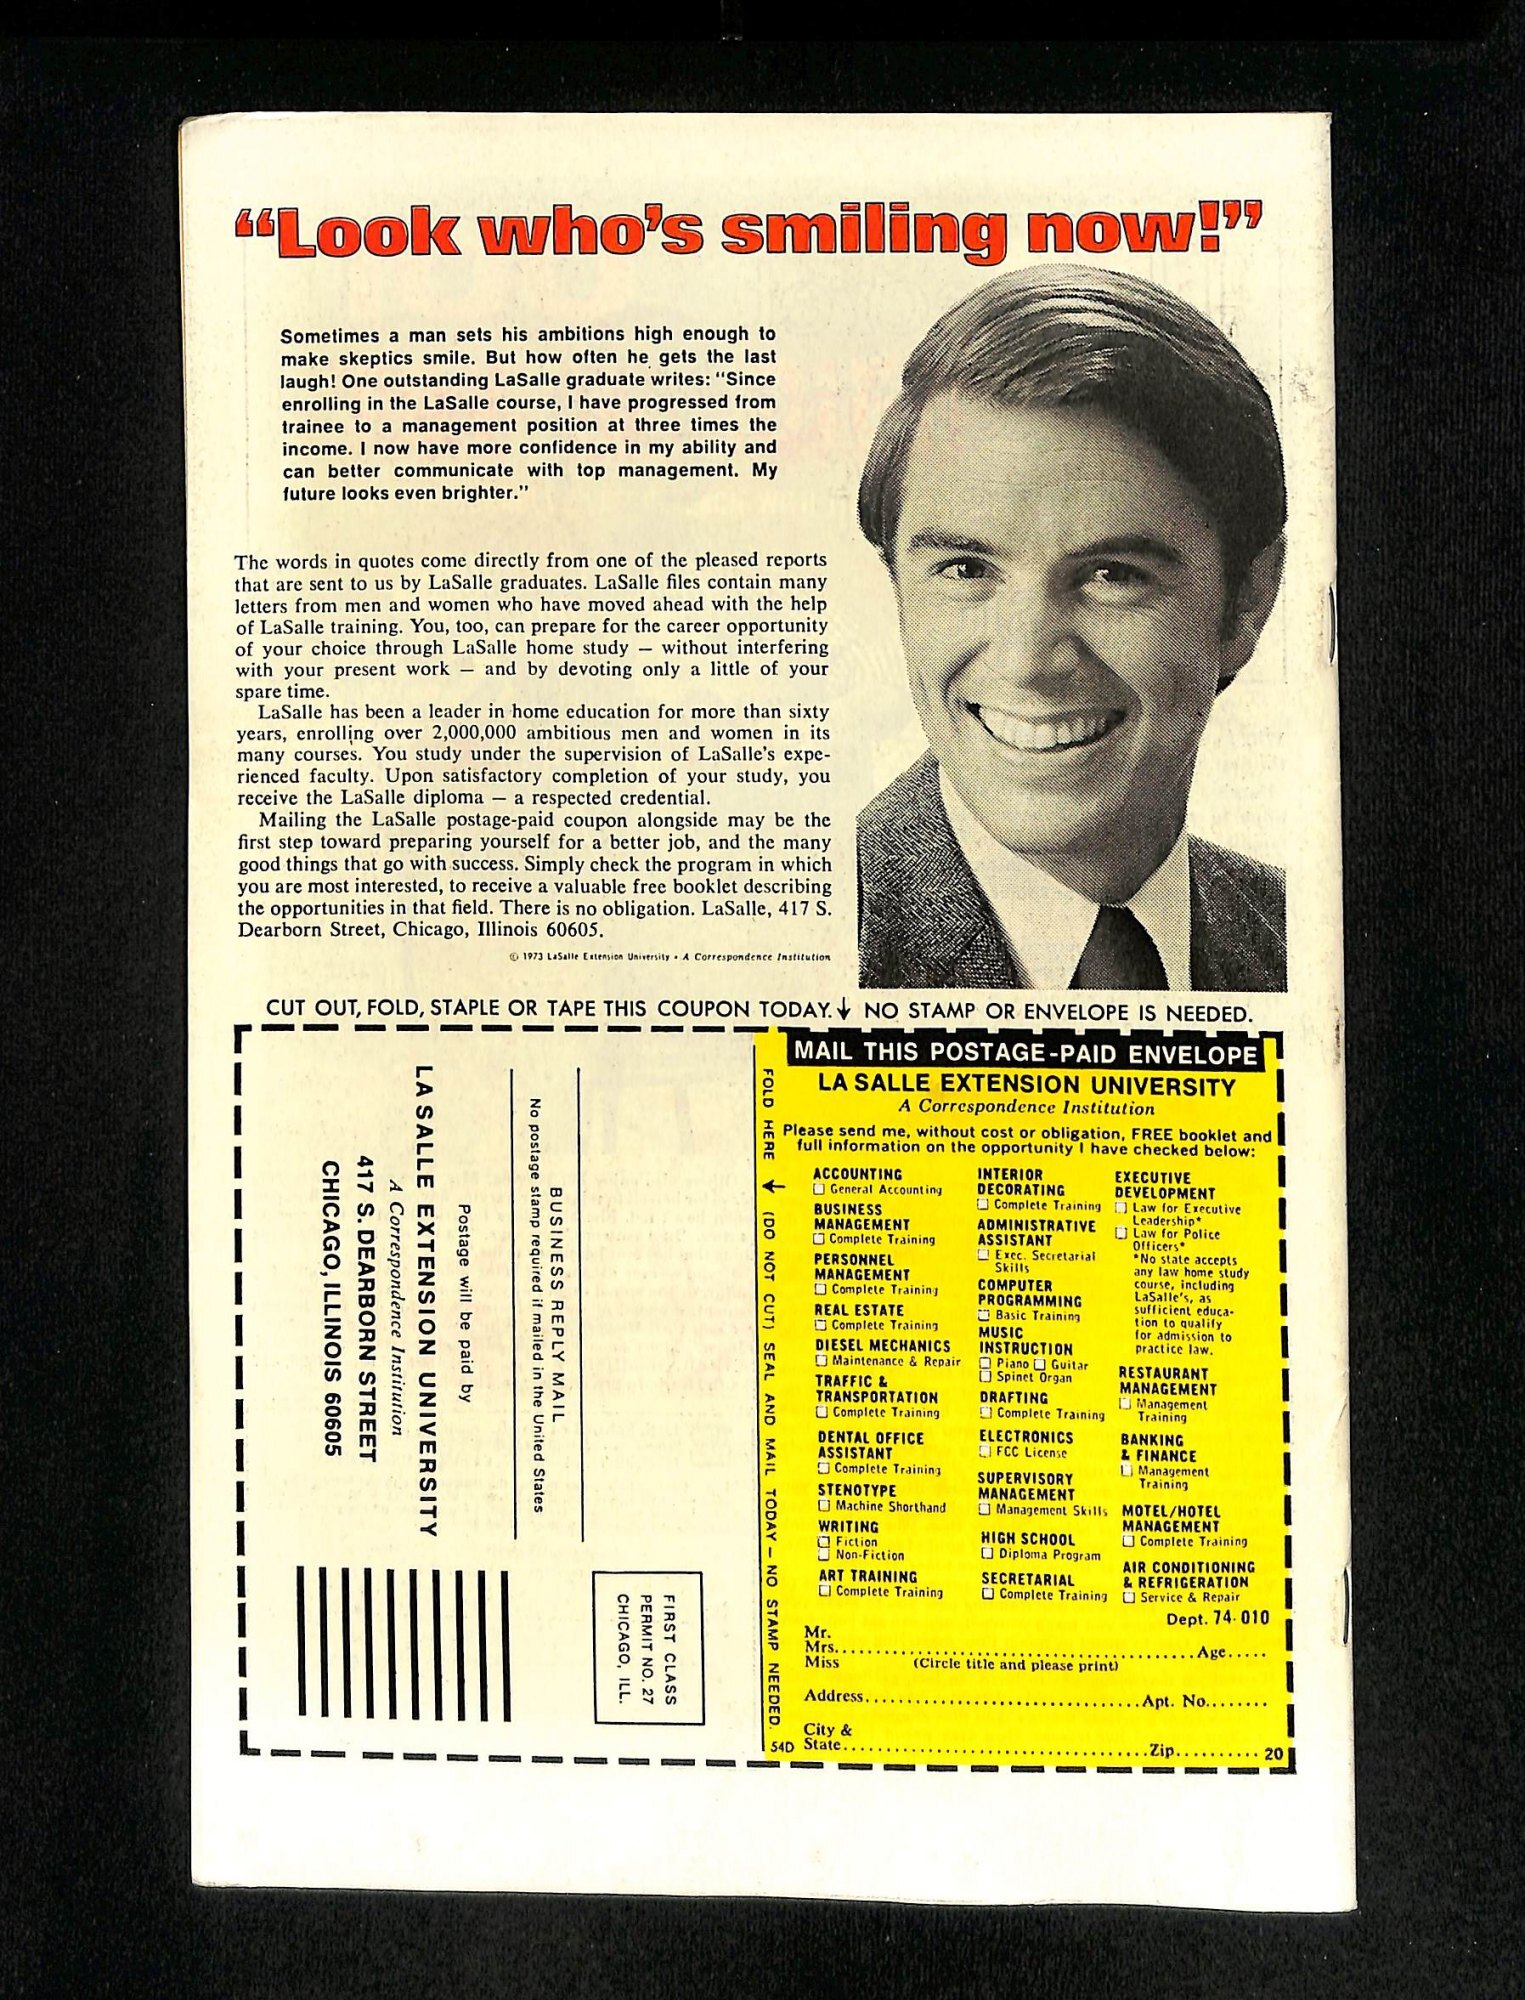 “Look who’s smiling now!”
Sometimes a man sets his ambitions high enough to
make skeptics smile. But how often he gets the last
laugh! One outstanding LaSalle graduate writes: “Since
enrolling in the LaSalle course, I have progressed from
trainee to a management position at three times the
income. I now have more confidence in my ability and
can better communicate with top management. My
future looks even brighter.”
The words in quotes come directly from one of the pleased reports
that are sent to us by LaSalle graduates. LaSalle files contain many
letters from men and women who have moved ahead with the help
of LaSalle training. You, too, can prepare for the career opportunity
of your choice through LaSalle home study — without interfering
with your present work — and by devoting only a little of your
spare time.
LaSalle has been a leader in home education for more than sixty
years, enrolling over 2,000,000 ambitious men and women in its
many courses. You study under the supervision of LaSalle’s expe-
rienced faculty. Upon satisfactory completion of your study, you
receive the LaSalle diploma — a respected credential.
Mailing the LaSalle postage-paid coupon alongside may be the
first step toward preparing yourself for a better job, and the many
good things that go with success. Simply check the program in which
you are most interested, to receive a valuable free booklet describing
the opportunities in that field. There is no obligation. LaSalle, 417 S.
Dearborn Street, Chicago, Illinois 60605.
© 1973 LaSalle Extension University • A Correspondence Institution
CUT OUT, FOLD, STAPLE OR TAPE THIS COUPON TODAY.↓ NO STAMP OR ENVELOPE IS NEEDED.
FIRST CLASS
PERMIT NO. 27
CHICAGO, ILL.
BUSINESS REPLY MAIL
No postage stamp required if mailed in the United States
Postage will be paid by
LA SALLE EXTENSION UNIVERSITY
A Correspondence Institution
417 S. DEARBORN STREET
CHICAGO, ILLINOIS 60605
FOLD HERE → (DO NOT CUT) SEAL AND MAIL TODAY — NO STAMP NEEDED.
MAIL THIS POSTAGE-PAID ENVELOPE
LA SALLE EXTENSION UNIVERSITY
A Correspondence Institution
Please send me, without cost or obligation, FREE booklet and
full information on the opportunity I have checked below:
ACCOUNTING
☐ General Accounting
BUSINESS
MANAGEMENT
☐ Complete Training
PERSONNEL
MANAGEMENT
☐ Complete Training
REAL ESTATE
☐ Complete Training
DIESEL MECHANICS
☐ Maintenance & Repair
TRAFFIC &
TRANSPORTATION
☐ Complete Training
DENTAL OFFICE
ASSISTANT
☐ Complete Training
STENOTYPE
☐ Machine Shorthand
WRITING
☐ Fiction
☐ Non-Fiction
ART TRAINING
☐ Complete Training
INTERIOR
DECORATING
☐ Complete Training
ADMINISTRATIVE
ASSISTANT
☐ Exec. Secretarial
Skills
COMPUTER
PROGRAMMING
☐ Basic Training
MUSIC
INSTRUCTION
☐ Piano ☐ Guitar
☐ Spinet Organ
DRAFTING
☐ Complete Training
ELECTRONICS
☐ FCC License
SUPERVISORY
MANAGEMENT
☐ Management Skills
HIGH SCHOOL
☐ Diploma Program
SECRETARIAL
☐ Complete Training
EXECUTIVE
DEVELOPMENT
☐ Law for Executive
Leadership*
☐ Law for Police
Officers*
*No state accepts
any law home study
course, including
LaSalle's, as
sufficient educa-
tion to qualify
for admission to
practice law.
RESTAURANT
MANAGEMENT
☐ Management
Training
BANKING
& FINANCE
☐ Management
Training
MOTEL/HOTEL
MANAGEMENT
☐ Complete Training
AIR CONDITIONING
& REFRIGERATION
☐ Service & Repair
Dept. 74-010
Mr.
Mrs. Age
Miss (Circle title and please print)
Address Apt. No.
City &
54D State Zip 20